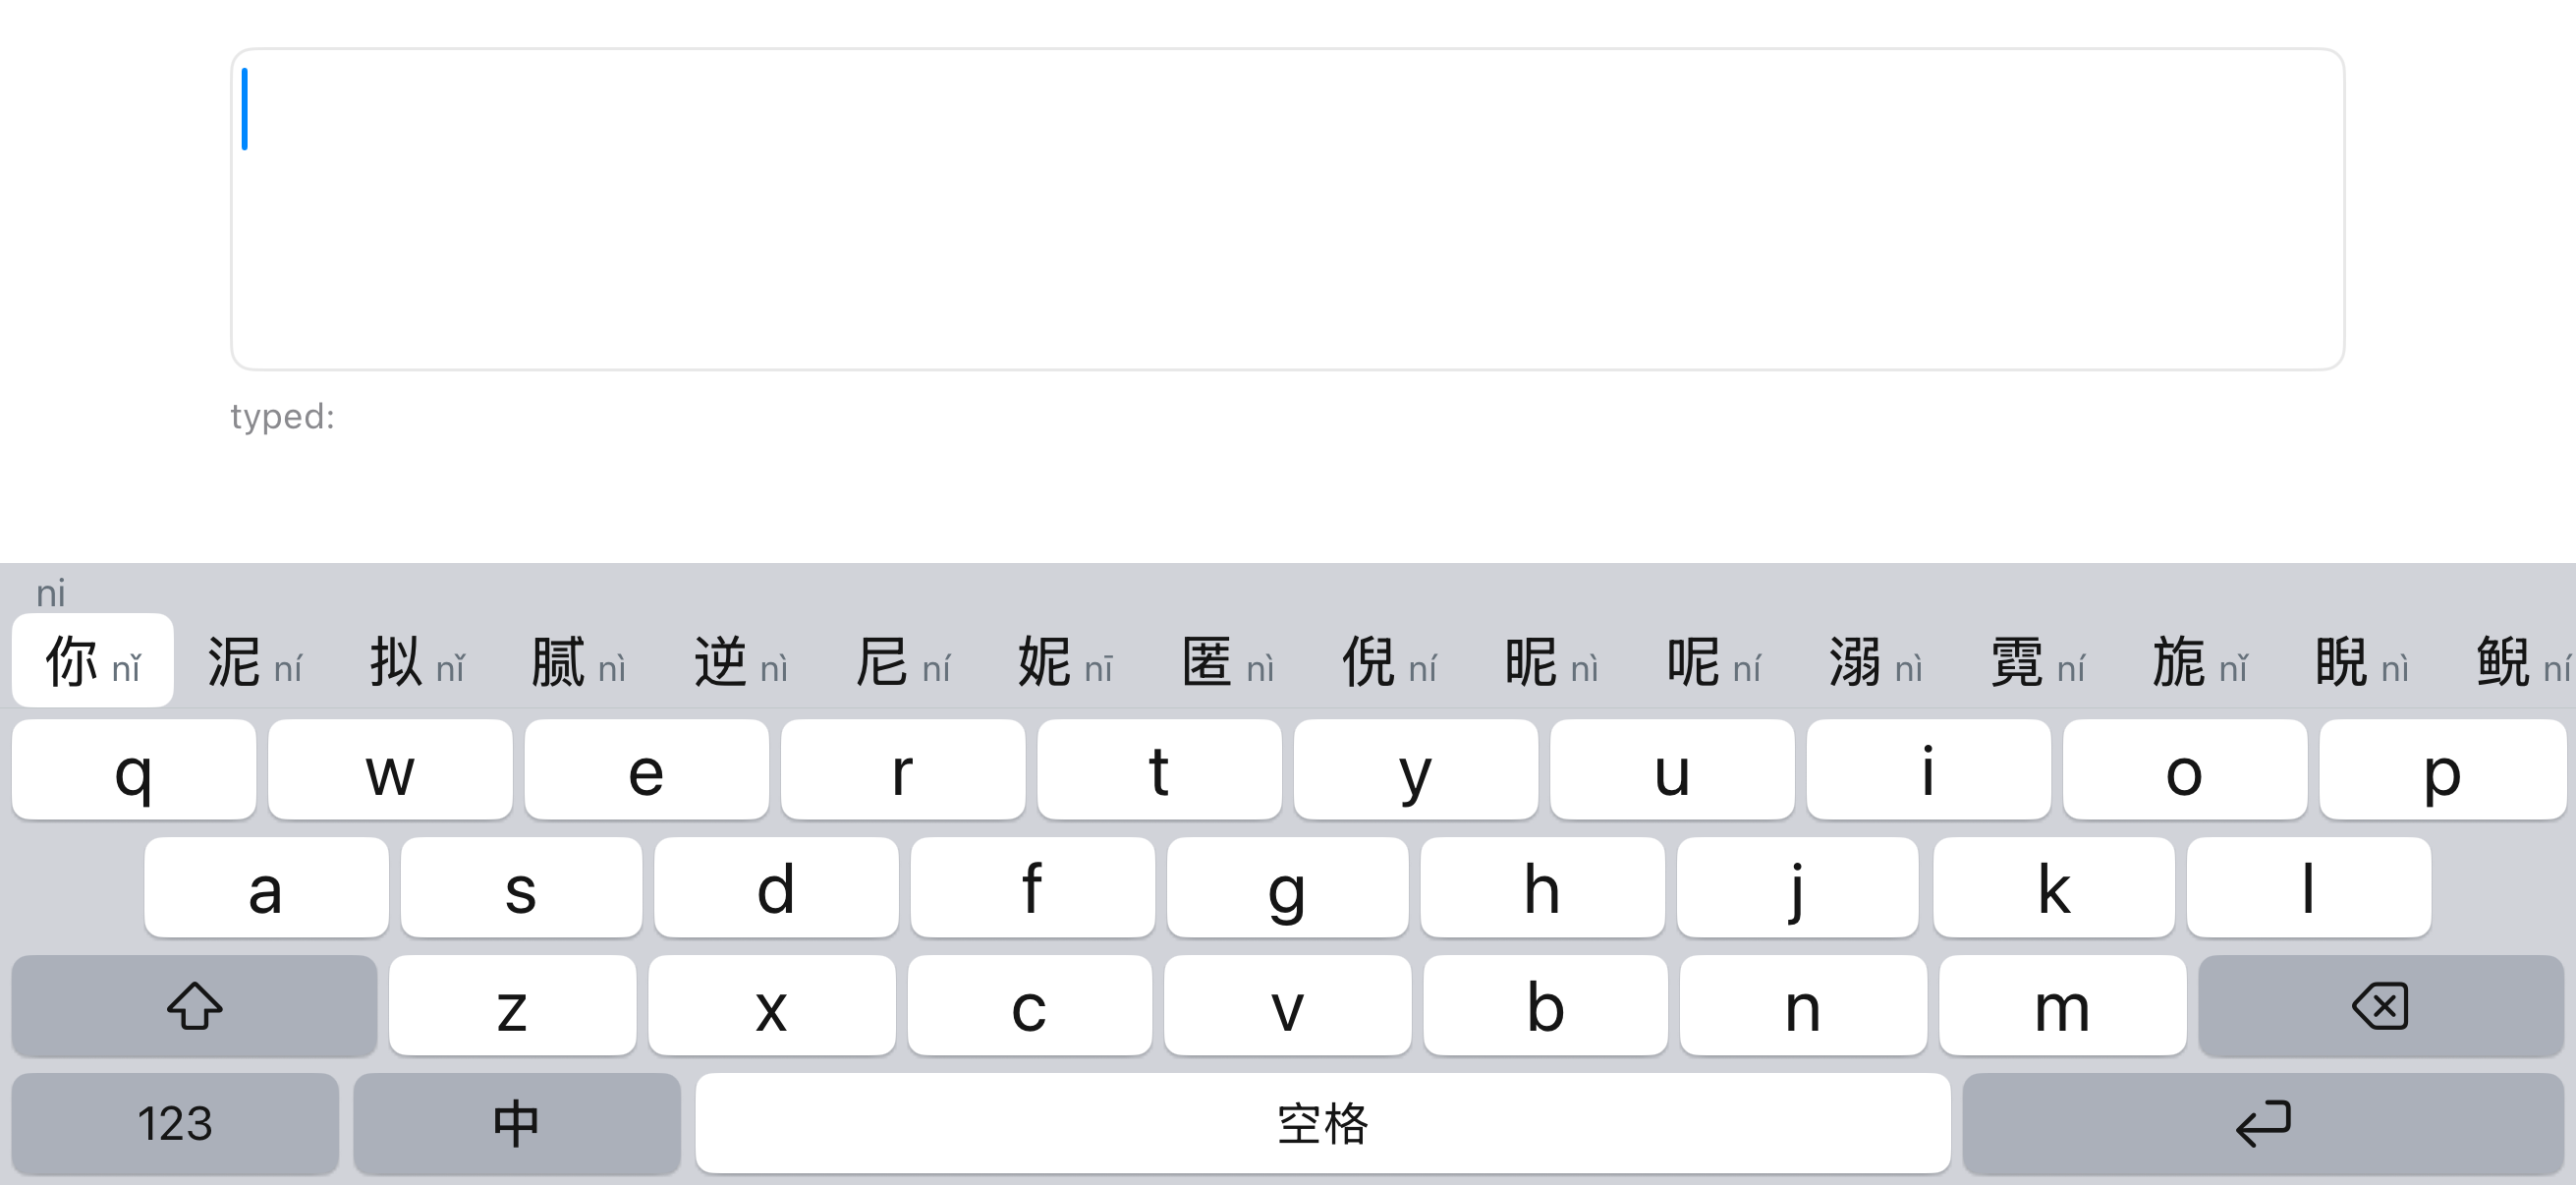 typed:
ni
你 nǐ 泥 ní 拟 nǐ 腻 nì 逆 nì 尼 ní 妮 nī 匿 nì 倪 ní 昵 nì 呢 ní 溺 nì 霓 ní 旎 nǐ 睨 nì 鲵 ní
q w e r t y u i o p
a s d f g h j k l
z x c v b n m
123 中 空格